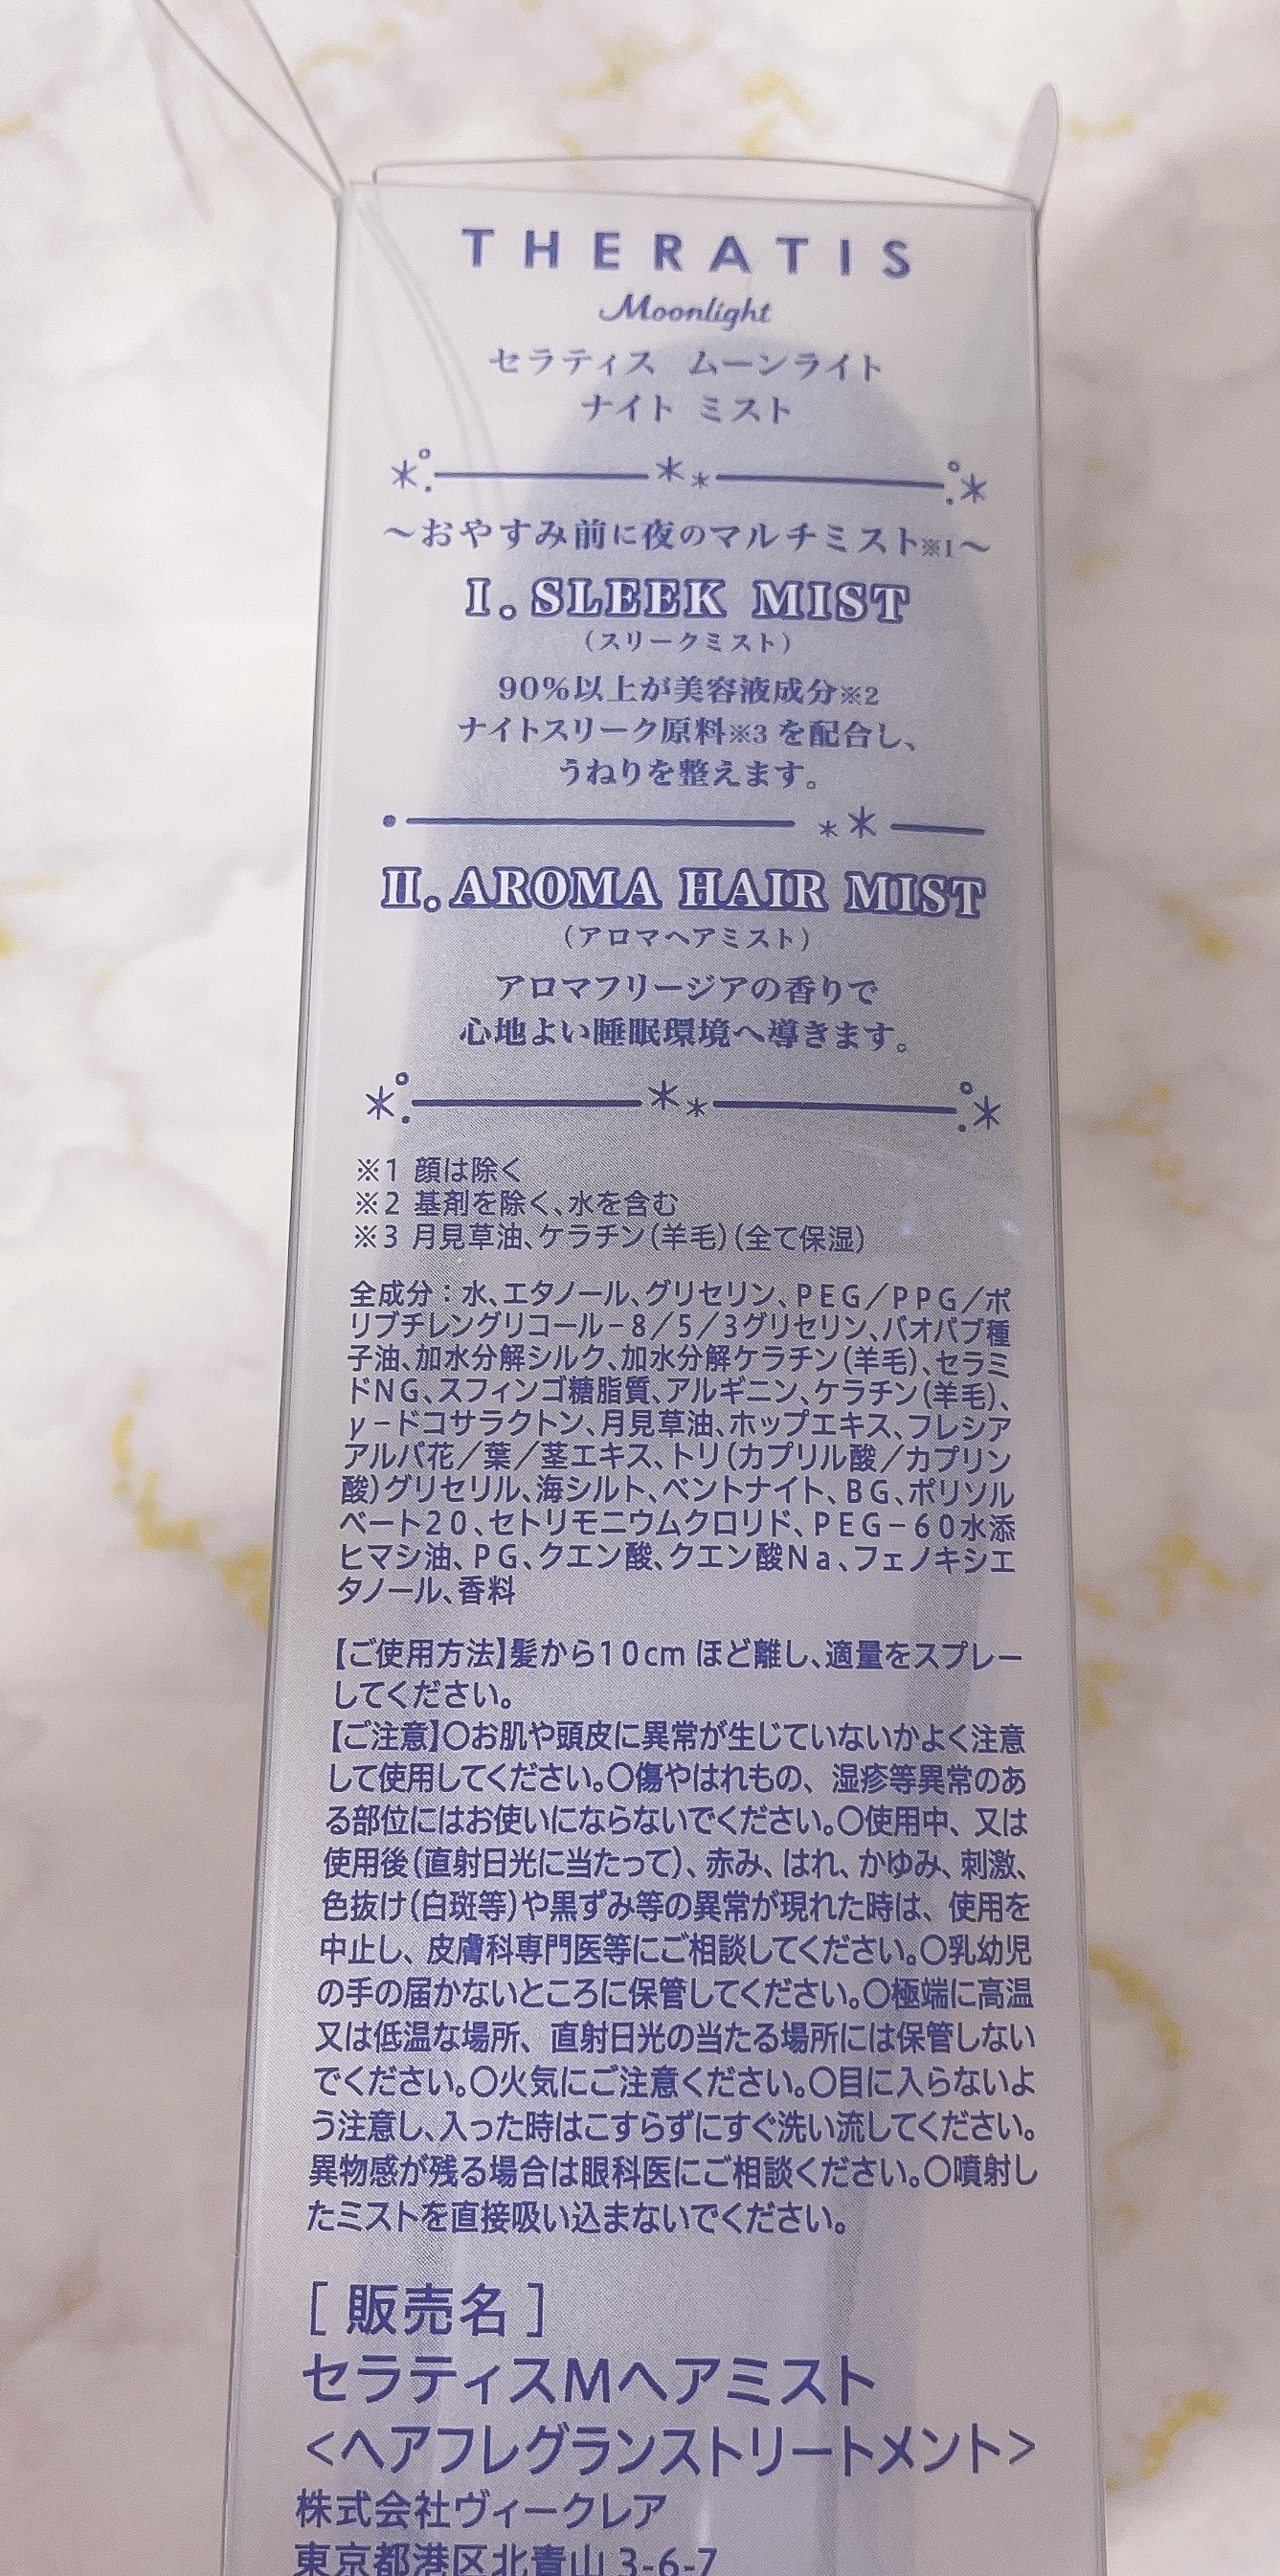 THERATIS
Moonlight
セラティス ムーンライト
ナイト ミスト
～おやすみ前に夜のマルチミスト※1～
I。SLEEK MIST
（スリークミスト）
90%以上が美容液成分※2
ナイトスリーク原料※3 を配合し、
うねりを整えます。
II。AROMA HAIR MIST
（アロマヘアミスト）
アロマフリージアの香りで
心地よい睡眠環境へ導きます。
※1 顔は除く
※2 基剤を除く、水を含む
※3 月見草油、ケラチン（羊毛）（全て保湿）
全成分：水、エタノール、グリセリン、PEG／PPG／ポ
リブチレングリコール－8／5／3グリセリン、バオバブ種
子油、加水分解シルク、加水分解ケラチン（羊毛）、セラミ
ドNG、スフィンゴ糖脂質、アルギニン、ケラチン（羊毛）、
γ－ドコサラクトン、月見草油、ホップエキス、フレシア
アルバ花／葉／茎エキス、トリ（カプリル酸／カプリン
酸）グリセリル、海シルト、ベントナイト、BG、ポリソル
ベート20、セトリモニウムクロリド、PEG－60水添
ヒマシ油、PG、クエン酸、クエン酸Na、フェノキシエ
タノール、香料
【ご使用方法】髪から10cm ほど離し、適量をスプレー
してください。
【ご注意】〇お肌や頭皮に異常が生じていないかよく注意
して使用してください。〇傷やはれもの、湿疹等異常のあ
る部位にはお使いにならないでください。〇使用中、又は
使用後（直射日光に当たって）、赤み、はれ、かゆみ、刺激、
色抜け（白斑等）や黒ずみ等の異常が現れた時は、使用を
中止し、皮膚科専門医等にご相談してください。〇乳幼児
の手の届かないところに保管してください。〇極端に高温
又は低温な場所、直射日光の当たる場所には保管しない
でください。〇火気にご注意ください。〇目に入らないよ
う注意し、入った時はこすらずにすぐ洗い流してください。
異物感が残る場合は眼科医にご相談ください。〇噴射し
たミストを直接吸い込まないでください。
［ 販売名 ］
セラティスMヘアミスト
＜ヘアフレグランストリートメント＞
株式会社ヴィークレア
東京都港区北青山 3-6-7